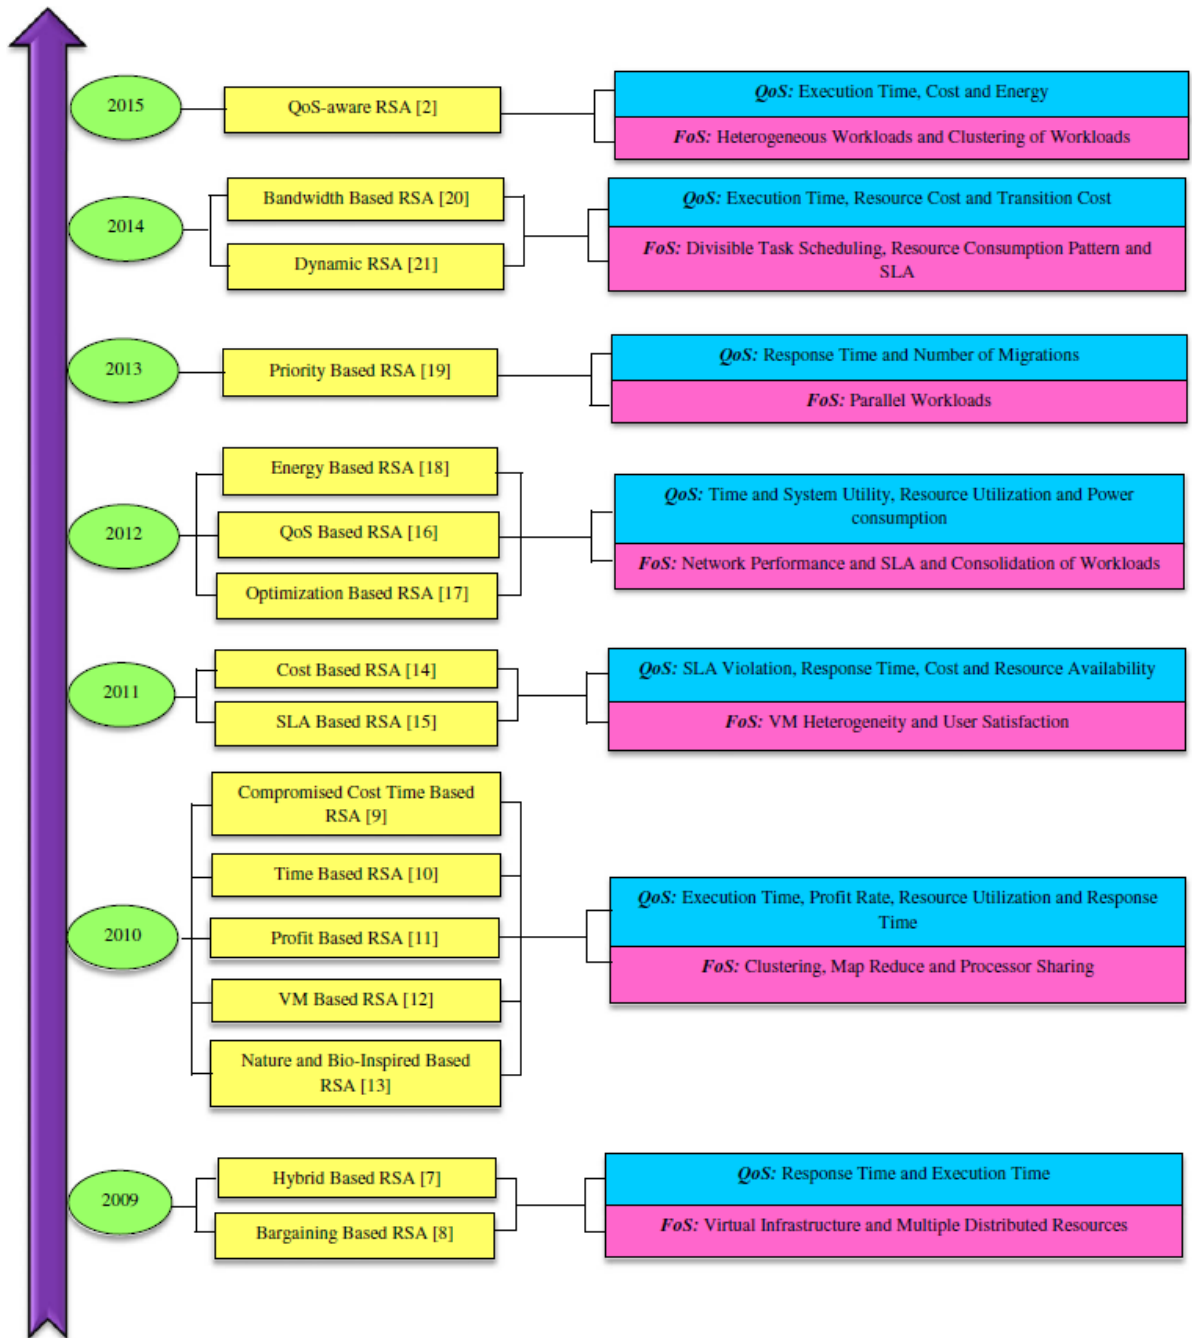 2015
QoS-aware RSA [2]
QoS: Execution Time, Cost and Energy
FoS: Heterogeneous Workloads and Clustering of Workloads
2014
Bandwidth Based RSA [20]
Dynamic RSA [21]
QoS: Execution Time, Resource Cost and Transition Cost
FoS: Divisible Task Scheduling, Resource Consumption Pattern and
SLA
2013
Priority Based RSA [19]
QoS: Response Time and Number of Migrations
FoS: Parallel Workloads
2012
Energy Based RSA [18]
QoS Based RSA [16]
Optimization Based RSA [17]
QoS: Time and System Utility, Resource Utilization and Power
consumption
FoS: Network Performance and SLA and Consolidation of Workloads
2011
Cost Based RSA [14]
SLA Based RSA [15]
QoS: SLA Violation, Response Time, Cost and Resource Availability
FoS: VM Heterogeneity and User Satisfaction
2010
Compromised Cost Time Based
RSA [9]
Time Based RSA [10]
Profit Based RSA [11]
VM Based RSA [12]
Nature and Bio-Inspired Based
RSA [13]
QoS: Execution Time, Profit Rate, Resource Utilization and Response
Time
FoS: Clustering, Map Reduce and Processor Sharing
2009
Hybrid Based RSA [7]
Bargaining Based RSA [8]
QoS: Response Time and Execution Time
FoS: Virtual Infrastructure and Multiple Distributed Resources